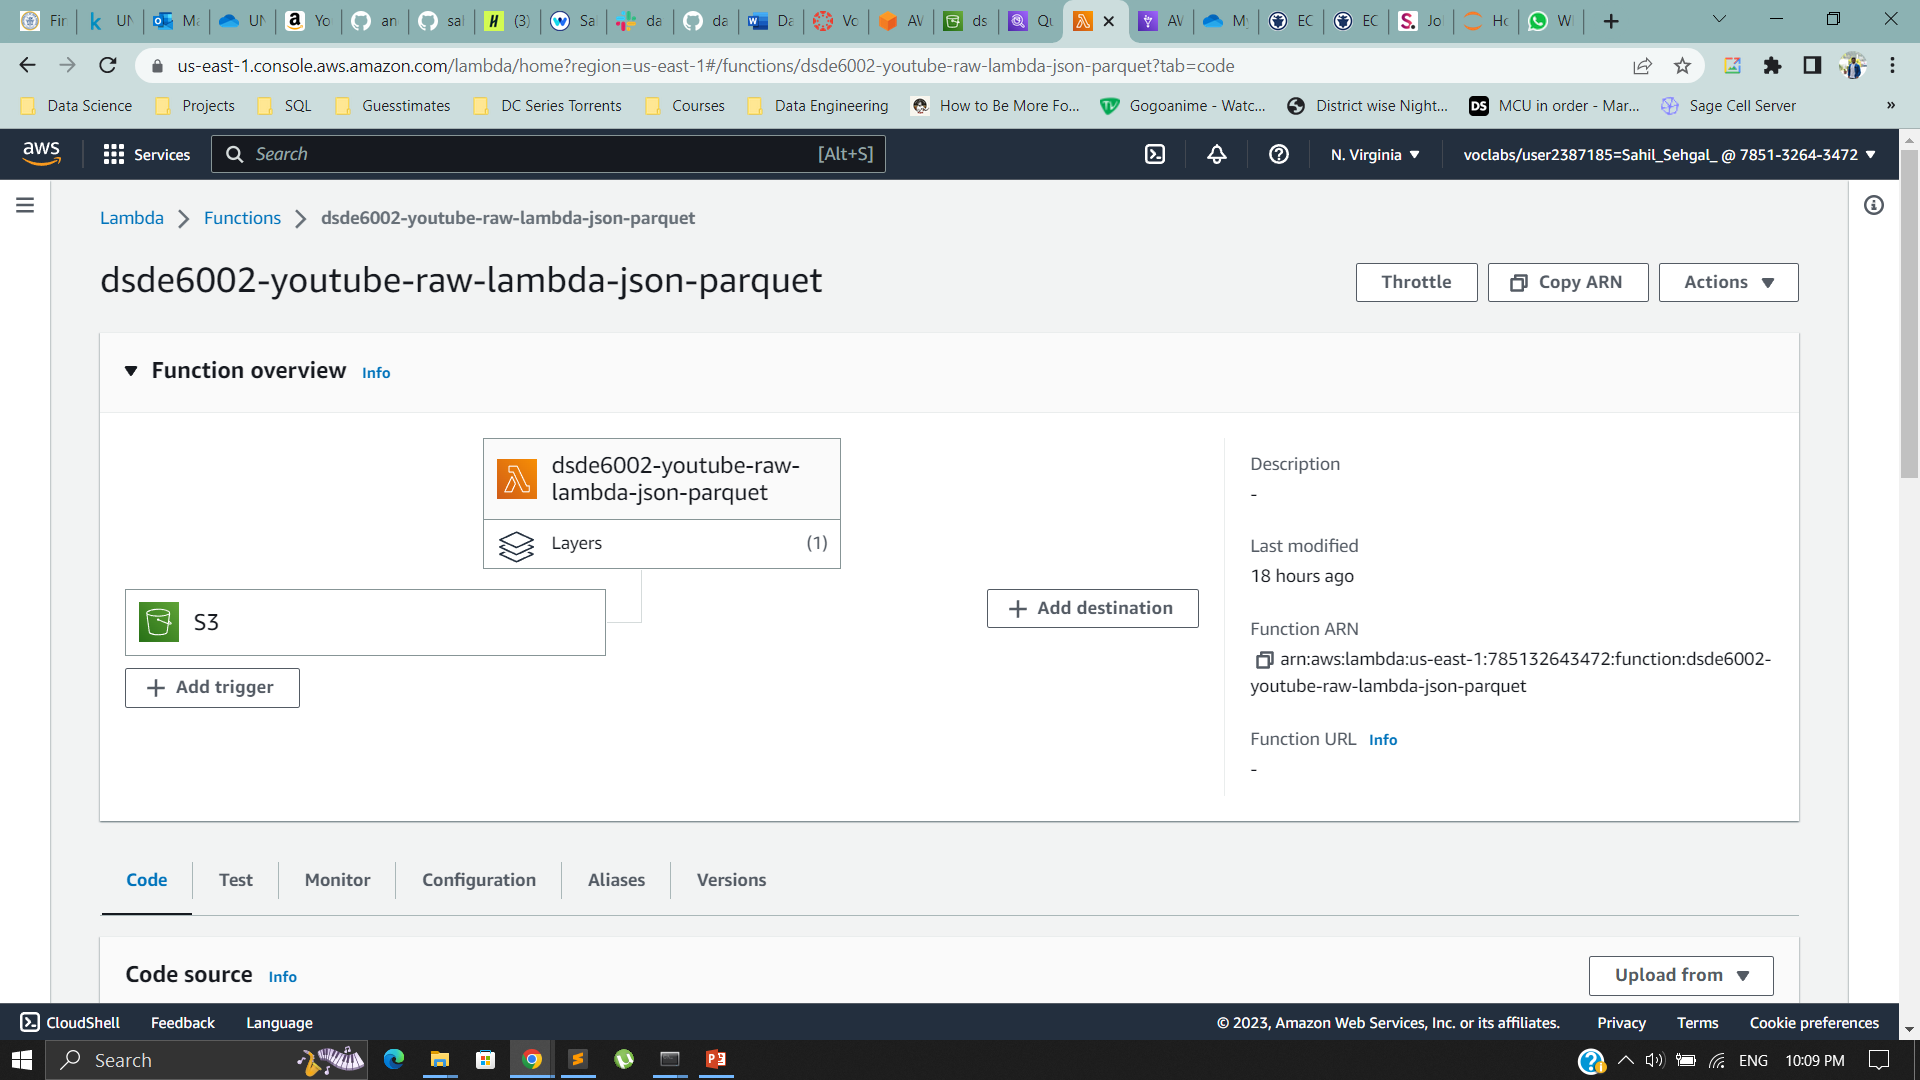 Fir
UN
Ma
UN
Yo
an
sal
(3)
Sa
da
da
Da
Vo
AV
ds
Qu
AV
My
EC
EC
Jo
Ho
W
us-east-1.console.aws.amazon.com/lambda/home?region=us-east-1#/functions/dsde6002-youtube-raw-lambda-json-parquet?tab=code
Data Science
Projects
SQL
Guesstimates
DC Series Torrents
Courses
Data Engineering
How to Be More Fo...
Gogoanime - Watc...
District wise Night...
DS
MCU in order - Mar...
Sage Cell Server
»
aws
Services
Search
[Alt+S]
N. Virginia
voclabs/user2387185=Sahil_Sehgal_ @ 7851-3264-3472
Lambda
Functions
dsde6002-youtube-raw-lambda-json-parquet
dsde6002-youtube-raw-lambda-json-parquet
Throttle
Copy ARN
Actions
Function overview Info
dsde6002-youtube-raw-
lambda-json-parquet
Layers (1)
S3
Add trigger
Add destination
Description
-
Last modified
18 hours ago
Function ARN
arn:aws:lambda:us-east-1:785132643472:function:dsde6002-
youtube-raw-lambda-json-parquet
Function URL Info
-
Code
Test
Monitor
Configuration
Aliases
Versions
Code source Info
Upload from
CloudShell
Feedback
Language
© 2023, Amazon Web Services, Inc. or its affiliates.
Privacy
Terms
Cookie preferences
Search
ENG
10:09 PM